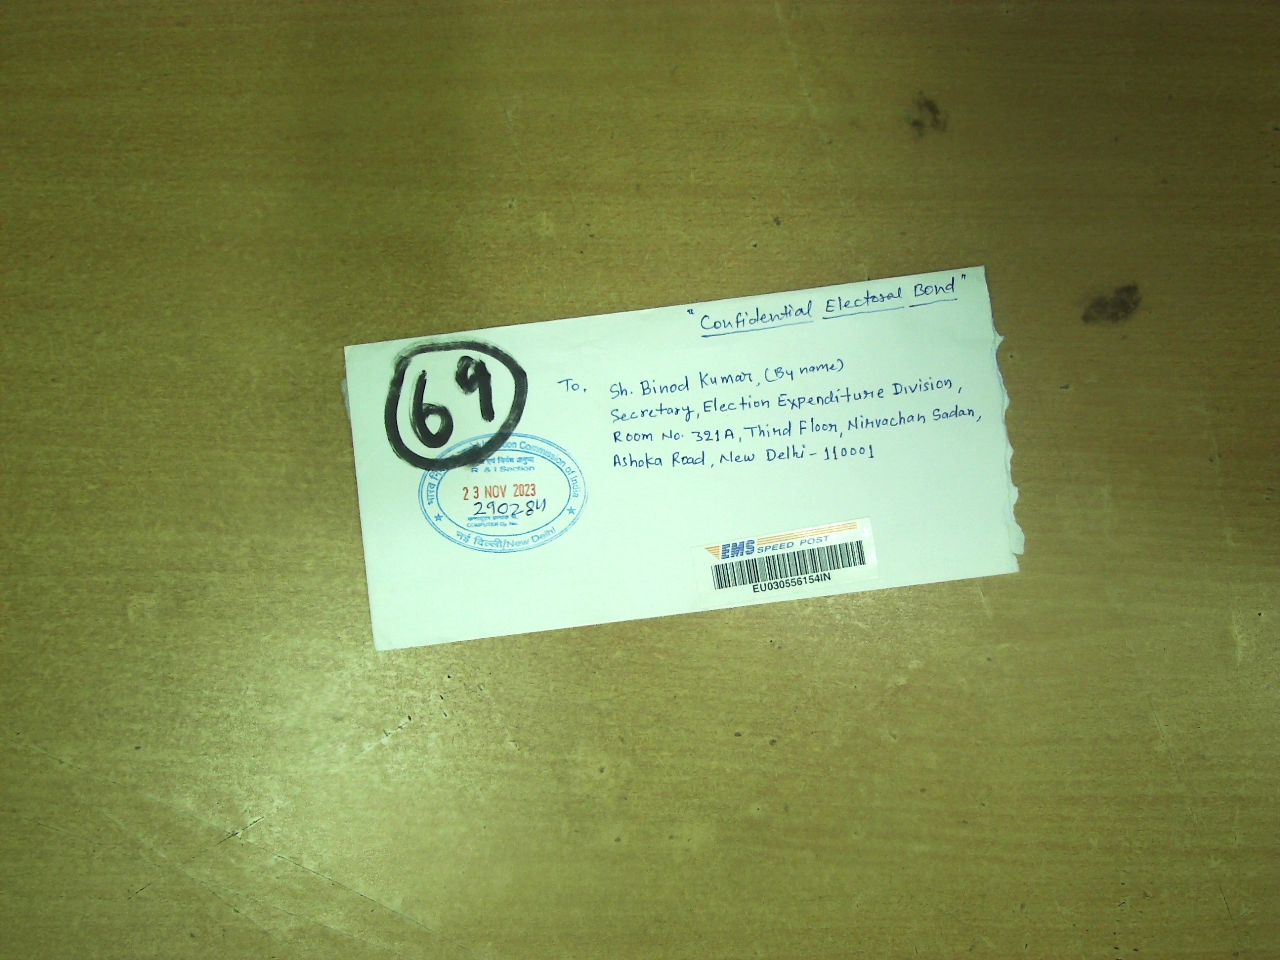 "Confidential Electoral Bond"
69
To, Sh. Binod Kumar, (By name)
Secretary, Election Expenditure Division,
Room No. 321A, Third Floor, Nirvachan Sadan,
Ashoka Road, New Delhi - 110001
Commission of India
R & I Section
23 NOV 2023
290284
नई दिल्ली/New Delhi
EMS SPEED POST
EU030556154IN